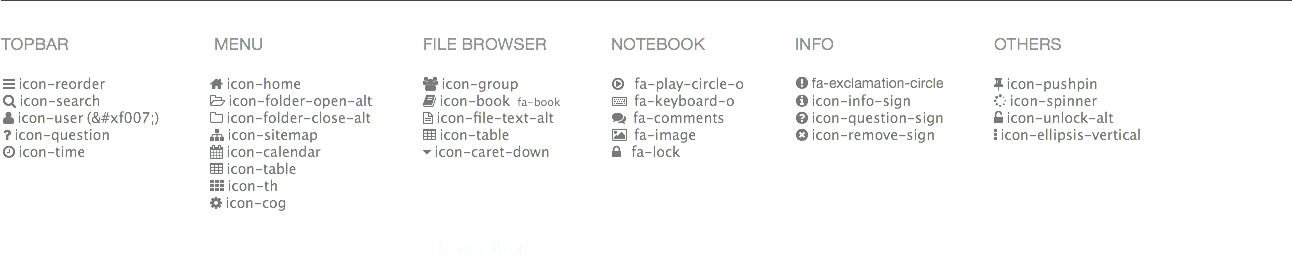 TOPBAR
icon-reorder
icon-search
icon-user (&#xf007;)
icon-question
icon-time
MENU
icon-home
icon-folder-open-alt
icon-folder-close-alt
icon-sitemap
icon-calendar
icon-table
icon-th
icon-cog
FILE BROWSER
icon-group
icon-book fa-book
icon-file-text-alt
icon-table
icon-caret-down
NOTEBOOK
fa-play-circle-o
fa-keyboard-o
fa-comments
fa-image
fa-lock
INFO
fa-exclamation-circle
icon-info-sign
icon-question-sign
icon-remove-sign
OTHERS
icon-pushpin
icon-spinner
icon-unlock-alt
icon-ellipsis-vertical